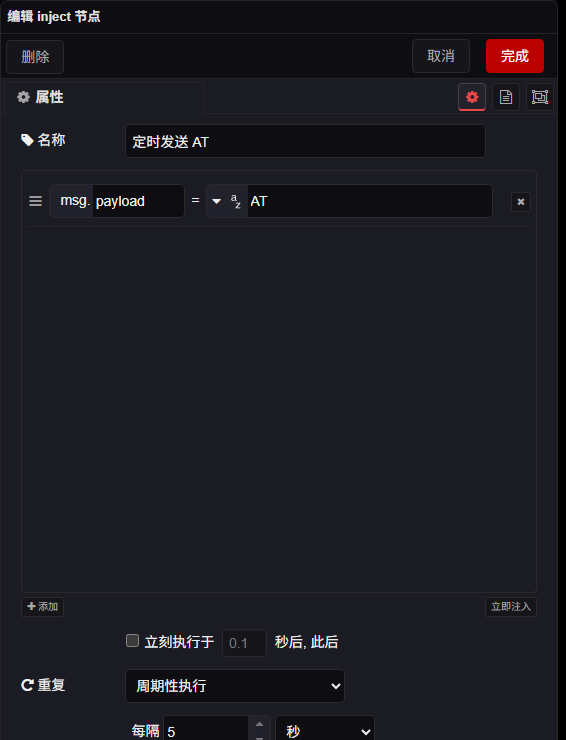 编辑 inject 节点
删除 取消 完成
属性
名称 定时发送 AT
msg. payload = az AT
添加 立即注入
立刻执行于 0.1 秒后, 此后
重复 周期性执行
每隔 5 秒